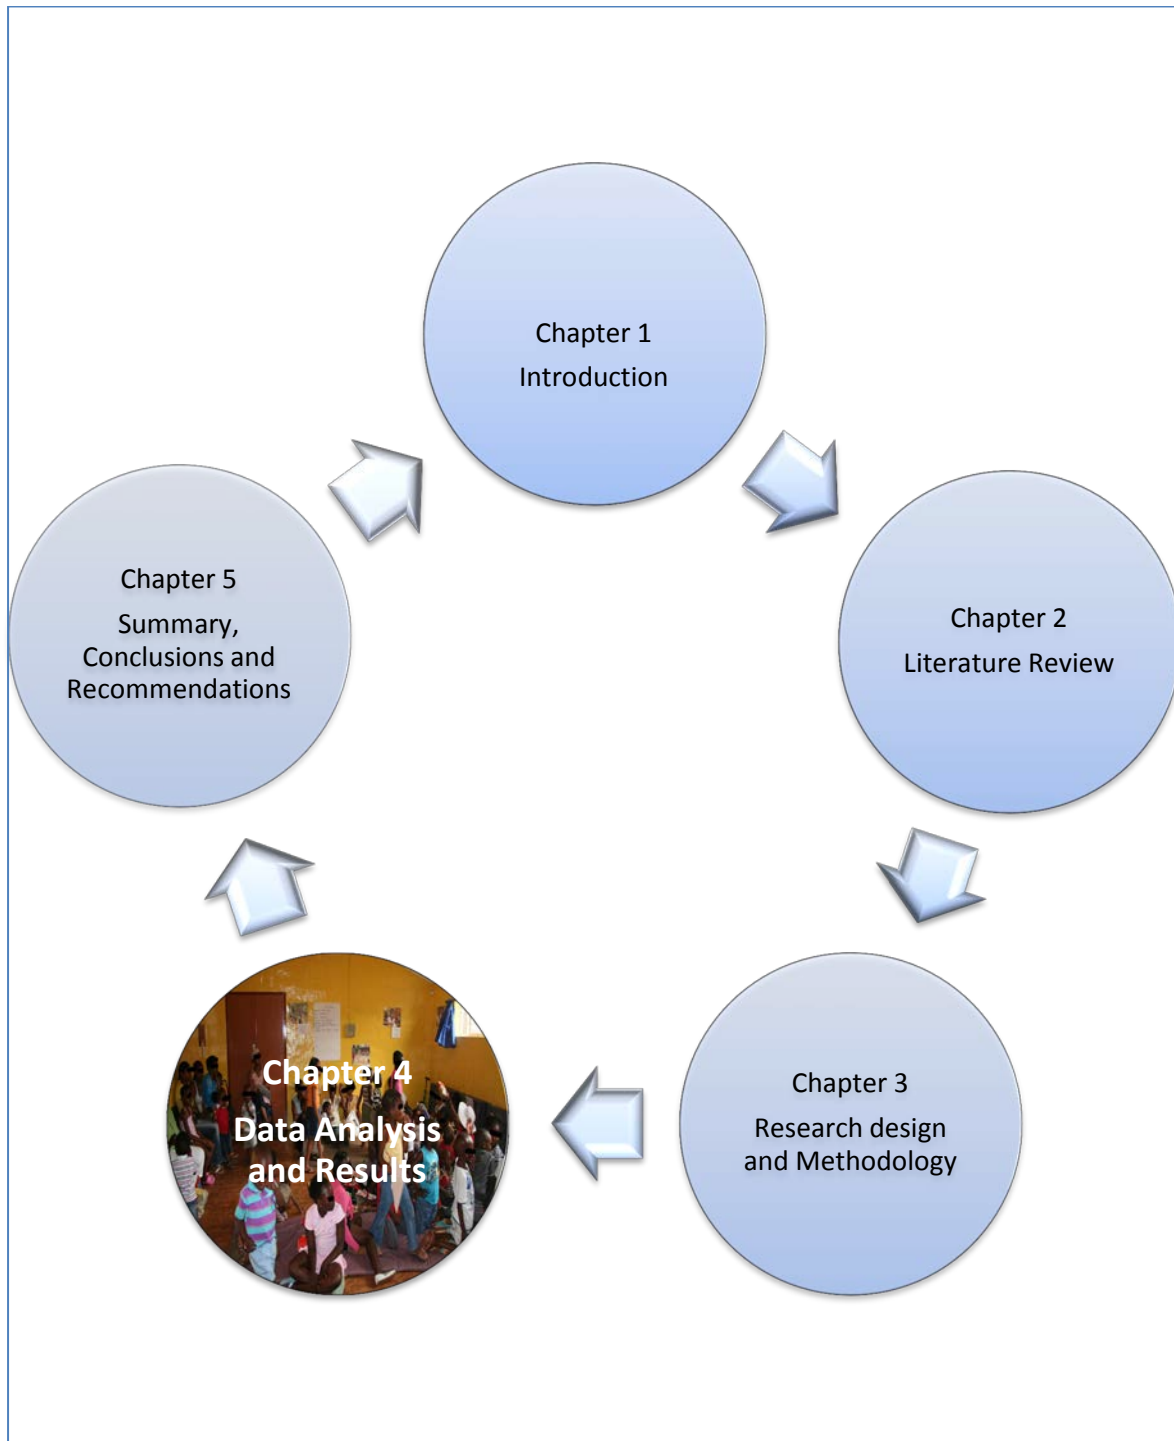 Chapter 1
Introduction
Chapter 2
Literature Review
Chapter 3
Research design
and Methodology
Chapter 4
Data Analysis
and Results
Chapter 5
Summary,
Conclusions and
Recommendations